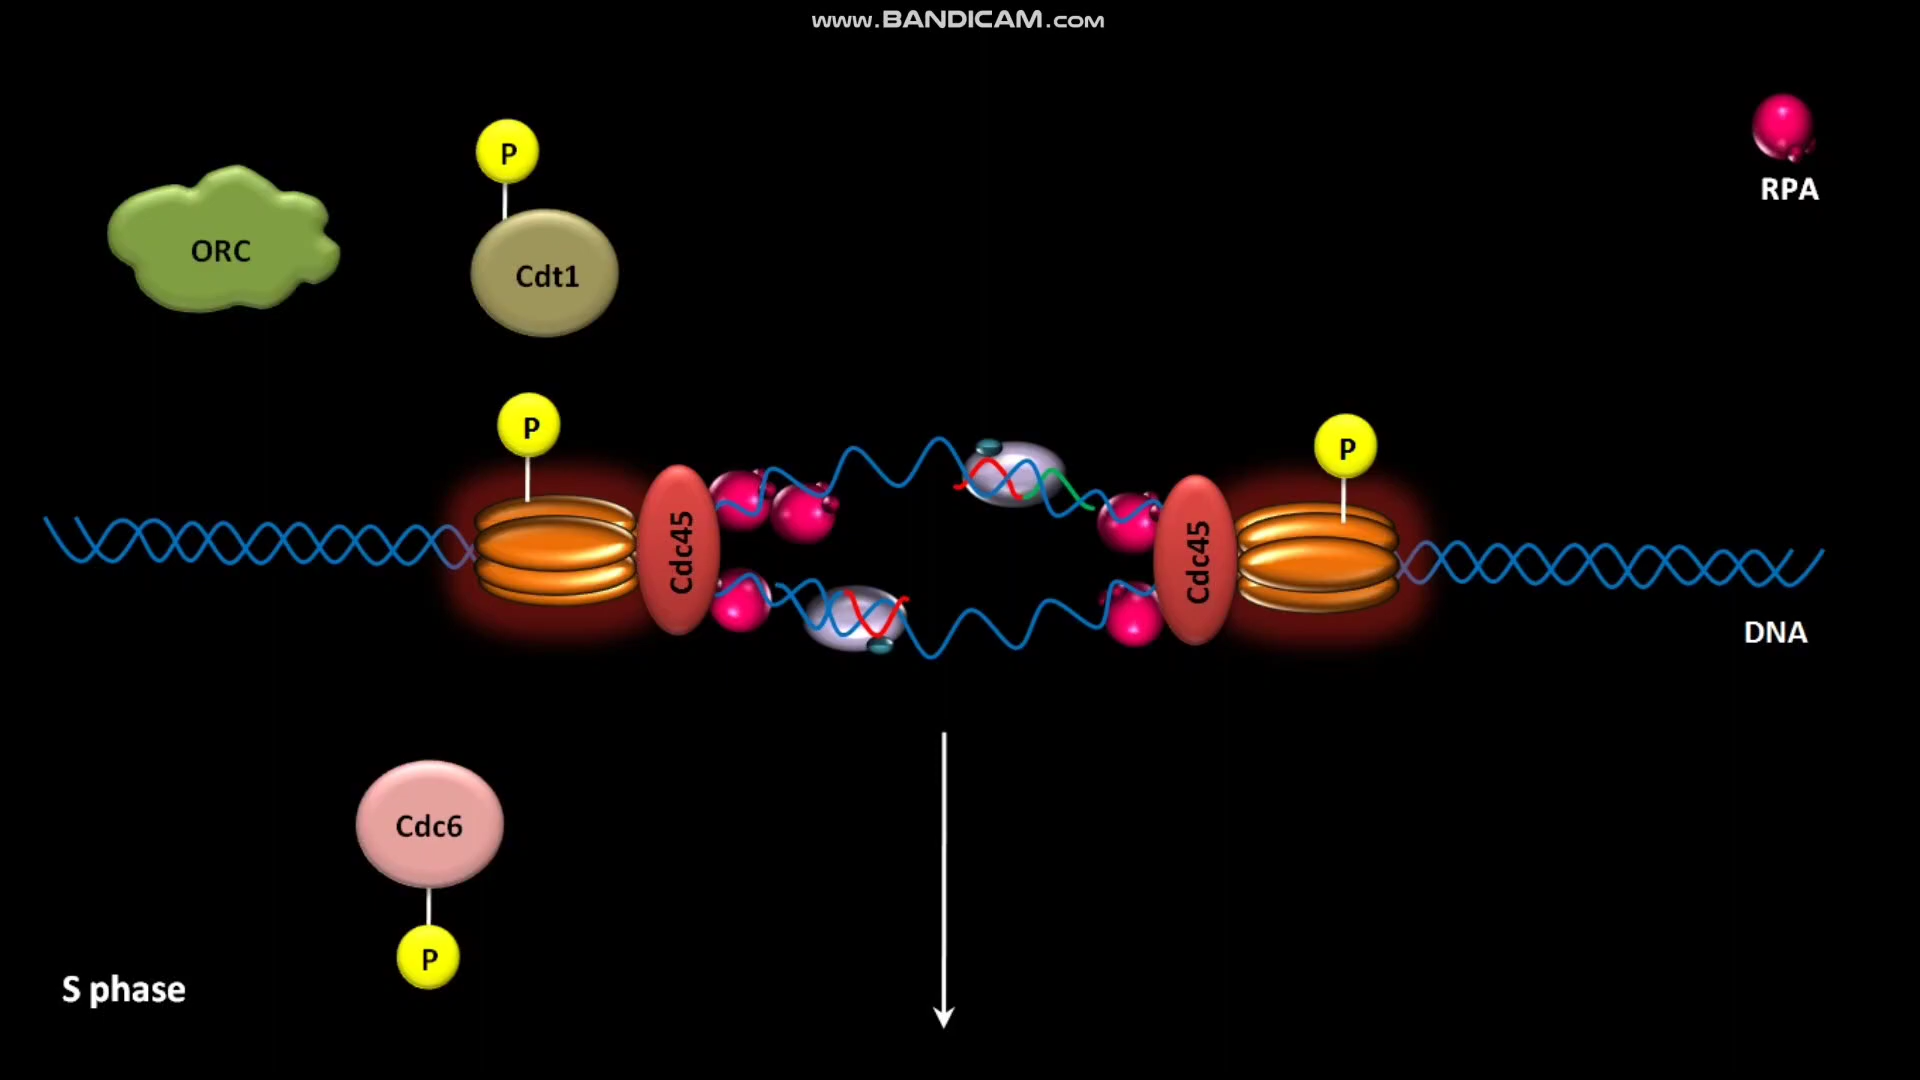 www.BANDICAM.com
P
RPA
ORC
Cdt1
P
P
Cdc45
Cdc45
DNA
Cdc6
P
S phase